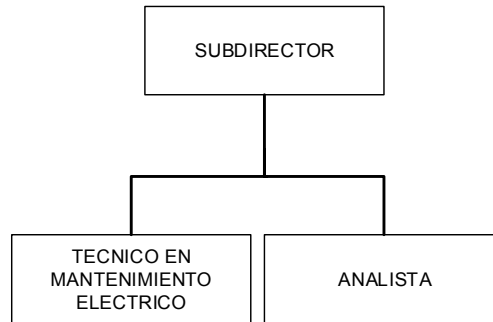 SUBDIRECTOR
TECNICO EN
MANTENIMIENTO
ELECTRICO
ANALISTA